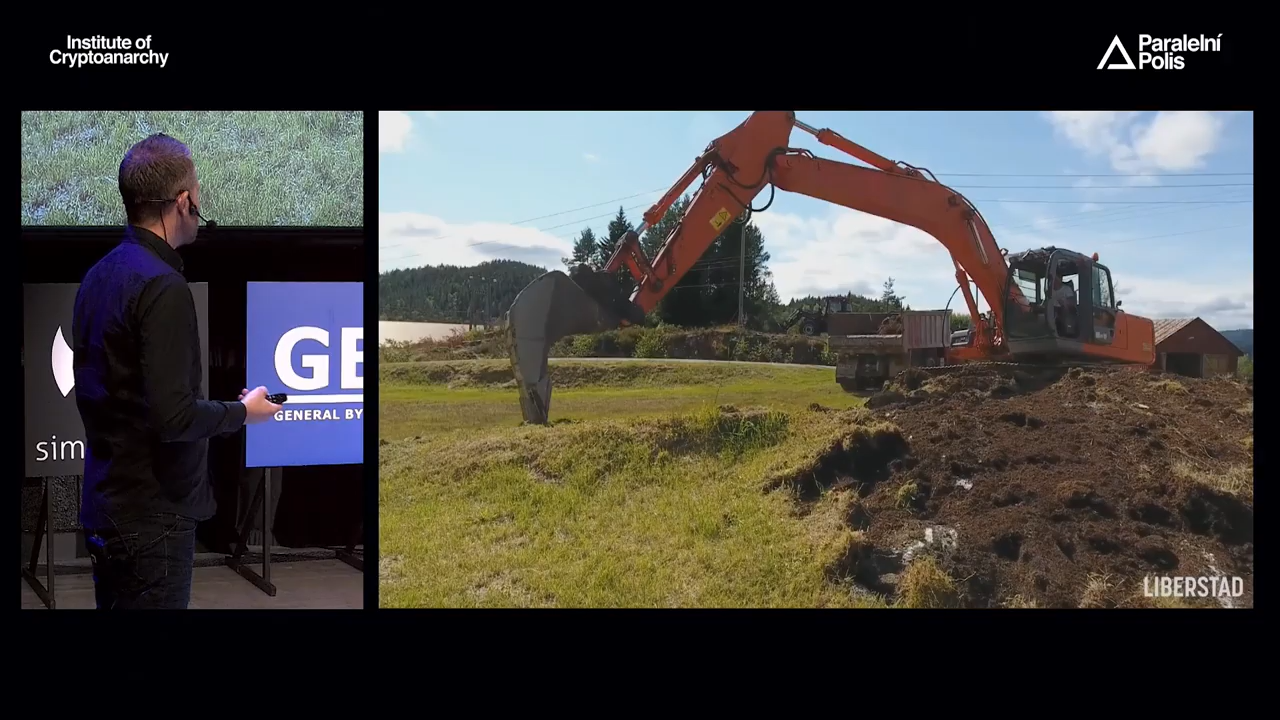 Institute of
Cryptoanarchy
Paralelní
Polis
sim
GE
GENERAL BY
LIBERSTAD